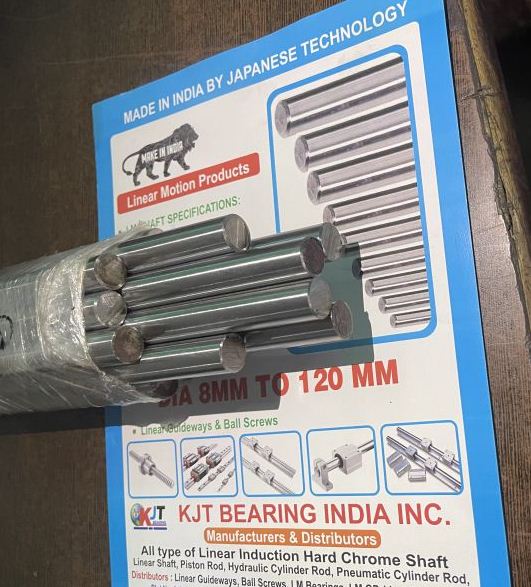 MADE IN INDIA BY JAPANESE TECHNOLOGY
MAKE IN INDIA
Linear Motion Products
SHAFT SPECIFICATIONS:
DIA 8MM TO 120 MM
• Linear Guideways & Ball Screws
KJT
KJT BEARING INDIA INC.
Manufacturers & Distributors
All type of Linear Induction Hard Chrome Shaft
Linear Shaft, Piston Rod, Hydraulic Cylinder Rod, Pneumatic Cylinder Rod,
Distributors : Linear Guideways, Ball Screws, LM Bearings, LM